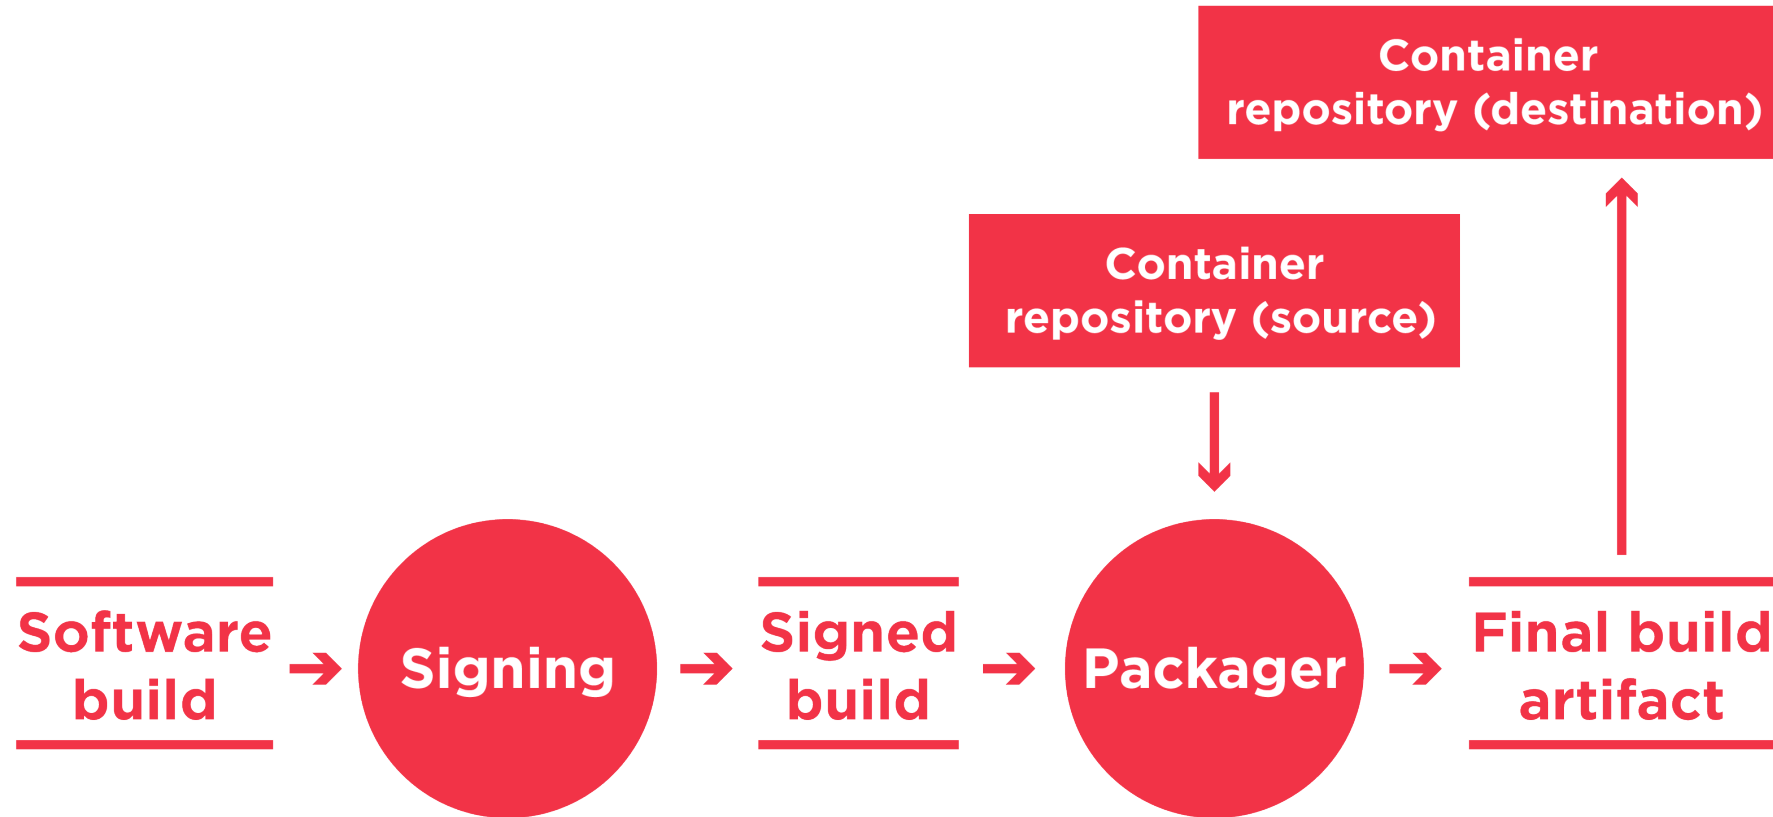 Container
repository (destination)
Container
repository (source)
Software
build
Signing
Signed
build
Packager
Final build
artifact